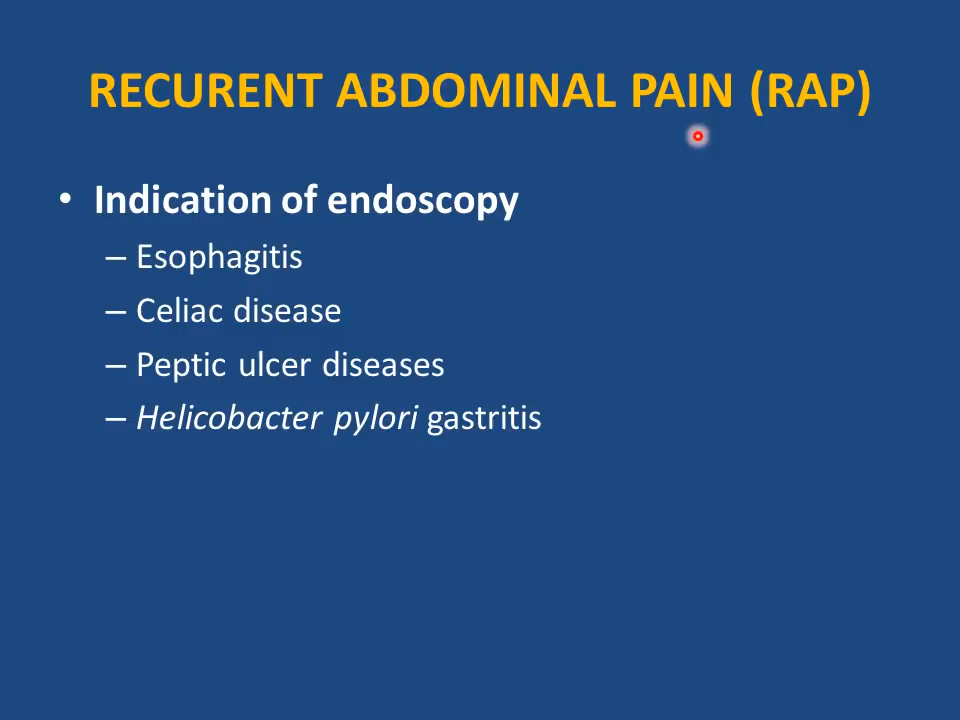 RECURENT ABDOMINAL PAIN (RAP)
• Indication of endoscopy
– Esophagitis
– Celiac disease
– Peptic ulcer diseases
– Helicobacter pylori gastritis